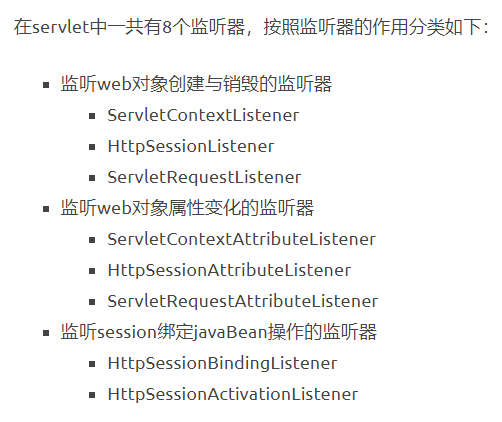 在servlet中一共有8个监听器，按照监听器的作用分类如下：
监听web对象创建与销毁的监听器
ServletContextListener
HttpSessionListener
ServletRequestListener
监听web对象属性变化的监听器
ServletContextAttributeListener
HttpSessionAttributeListener
ServletRequestAttributeListener
监听session绑定javaBean操作的监听器
HttpSessionBindingListener
HttpSessionActivationListener